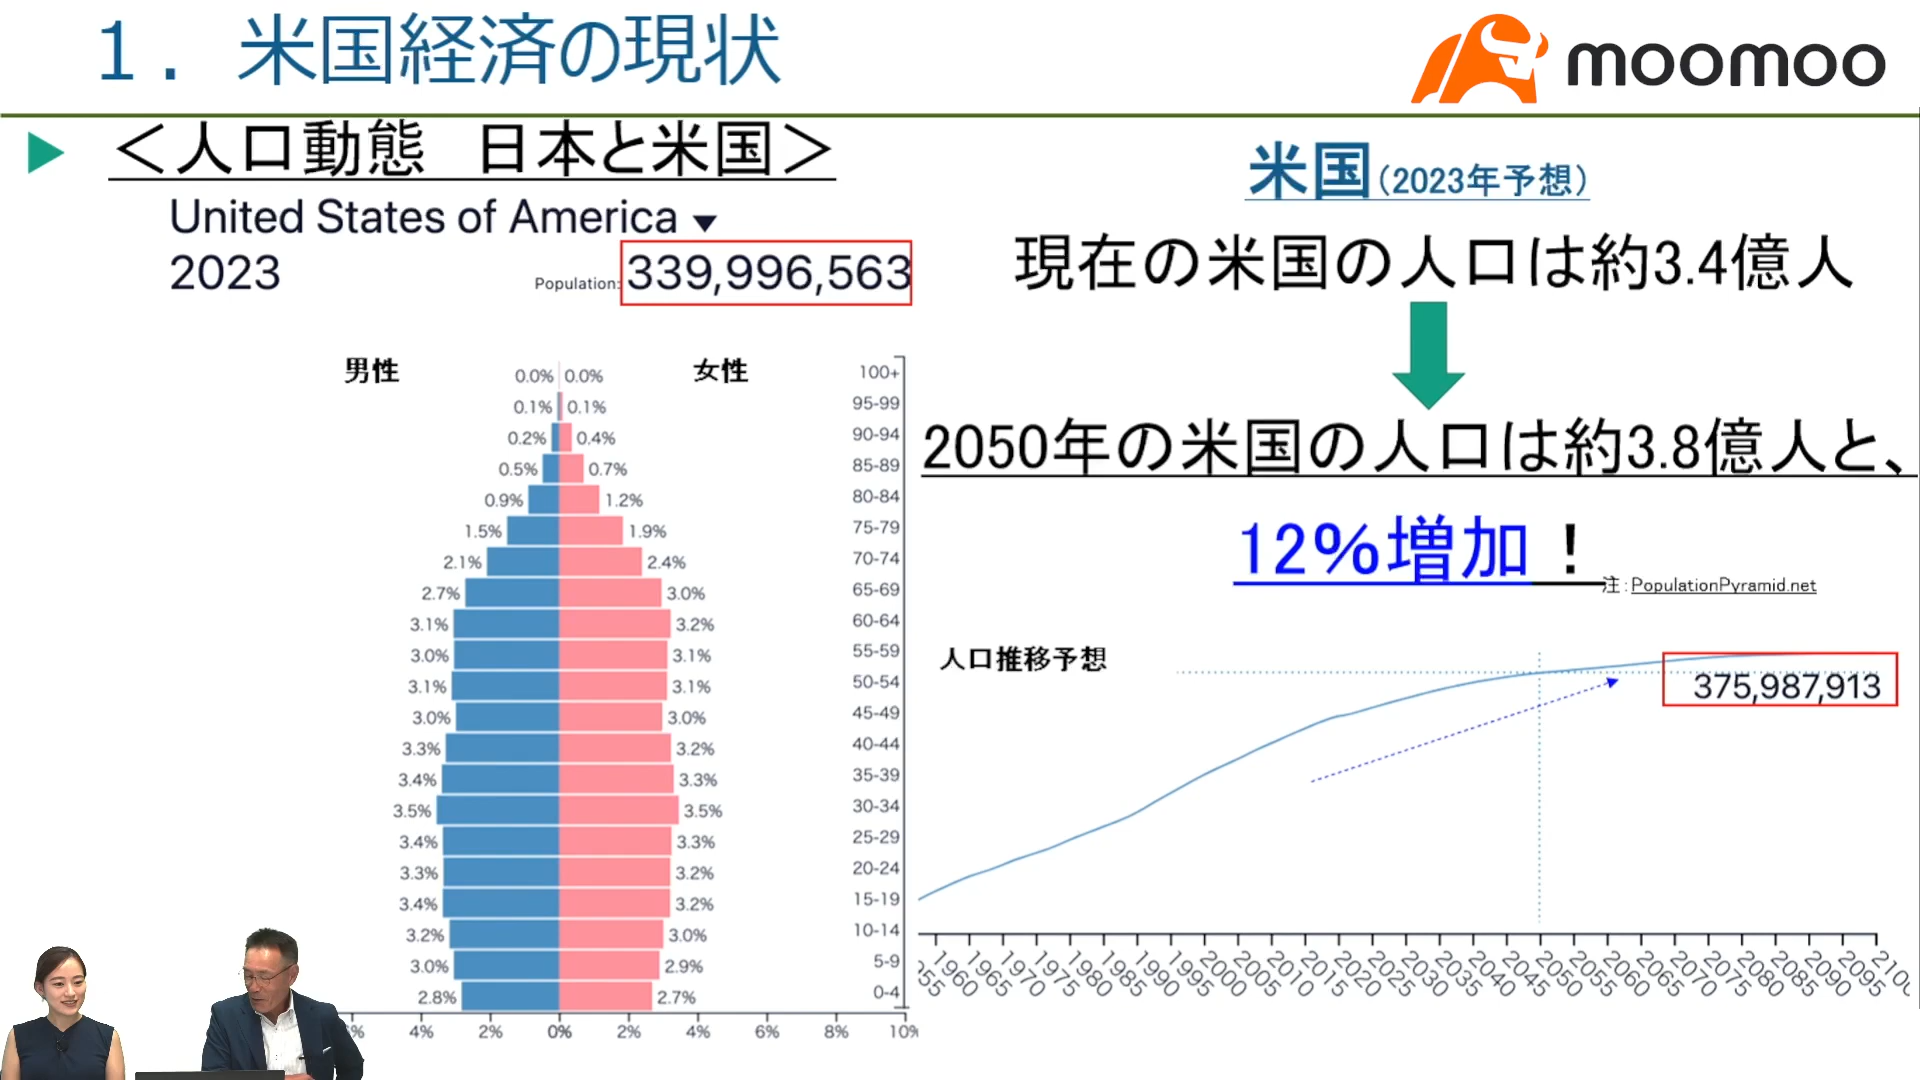 １．米国経済の現状
moomoo
＜人口動態　日本と米国＞
United States of America
2023
Population: 339,996,563
男性
女性
0.0% 0.0% 100+
0.1% 0.1% 95-99
0.2% 0.4% 90-94
0.5% 0.7% 85-89
0.9% 1.2% 80-84
1.5% 1.9% 75-79
2.1% 2.4% 70-74
2.7% 3.0% 65-69
3.1% 3.2% 60-64
3.0% 3.1% 55-59
3.1% 3.1% 50-54
3.0% 3.0% 45-49
3.3% 3.2% 40-44
3.4% 3.3% 35-39
3.5% 3.5% 30-34
3.4% 3.3% 25-29
3.3% 3.2% 20-24
3.4% 3.2% 15-19
3.2% 3.0% 10-14
3.0% 2.9% 5-9
2.8% 2.7% 0-4
4% 2% 0% 2% 4% 6% 8% 10%
米国（2023年予想）
現在の米国の人口は約3.4億人
2050年の米国の人口は約3.8億人と、
12%増加！
注：PopulationPyramid.net
人口推移予想
375,987,913
1960 1965 1970 1975 1980 1985 1990 1995 2000 2005 2010 2015 2020 2025 2030 2035 2040 2045 2050 2055 2060 2065 2070 2075 2080 2085 2090 2095